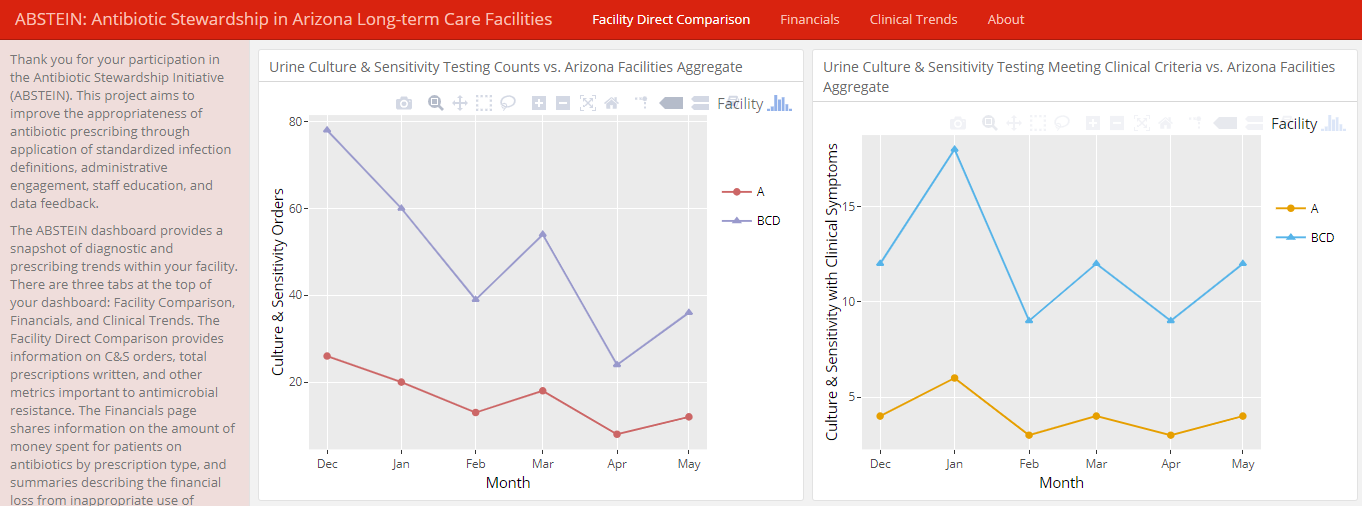 ABSTEIN: Antibiotic Stewardship in Arizona Long-term Care Facilities
Facility Direct Comparison
Financials
Clinical Trends
About
Thank you for your participation in
the Antibiotic Stewardship Initiative
(ABSTEIN). This project aims to
improve the appropriateness of
antibiotic prescribing through
application of standardized infection
definitions, administrative
engagement, staff education, and
data feedback.
The ABSTEIN dashboard provides a
snapshot of diagnostic and
prescribing trends within your facility.
There are three tabs at the top of
your dashboard: Facility Comparison,
Financials, and Clinical Trends. The
Facility Direct Comparison provides
information on C&S orders, total
prescriptions written, and other
metrics important to antimicrobial
resistance. The Financials page
shares information on the amount of
money spent for patients on
antibiotics by prescription type, and
summaries describing the financial
loss from inappropriate use of
Urine Culture & Sensitivity Testing Counts vs. Arizona Facilities Aggregate
Facility
A
BCD
Culture & Sensitivity Orders
80
60
40
20
Dec
Jan
Feb
Mar
Apr
May
Month
Urine Culture & Sensitivity Testing Meeting Clinical Criteria vs. Arizona Facilities
Aggregate
Facility
A
BCD
Culture & Sensitivity with Clinical Symptoms
15
10
5
Dec
Jan
Feb
Mar
Apr
May
Month